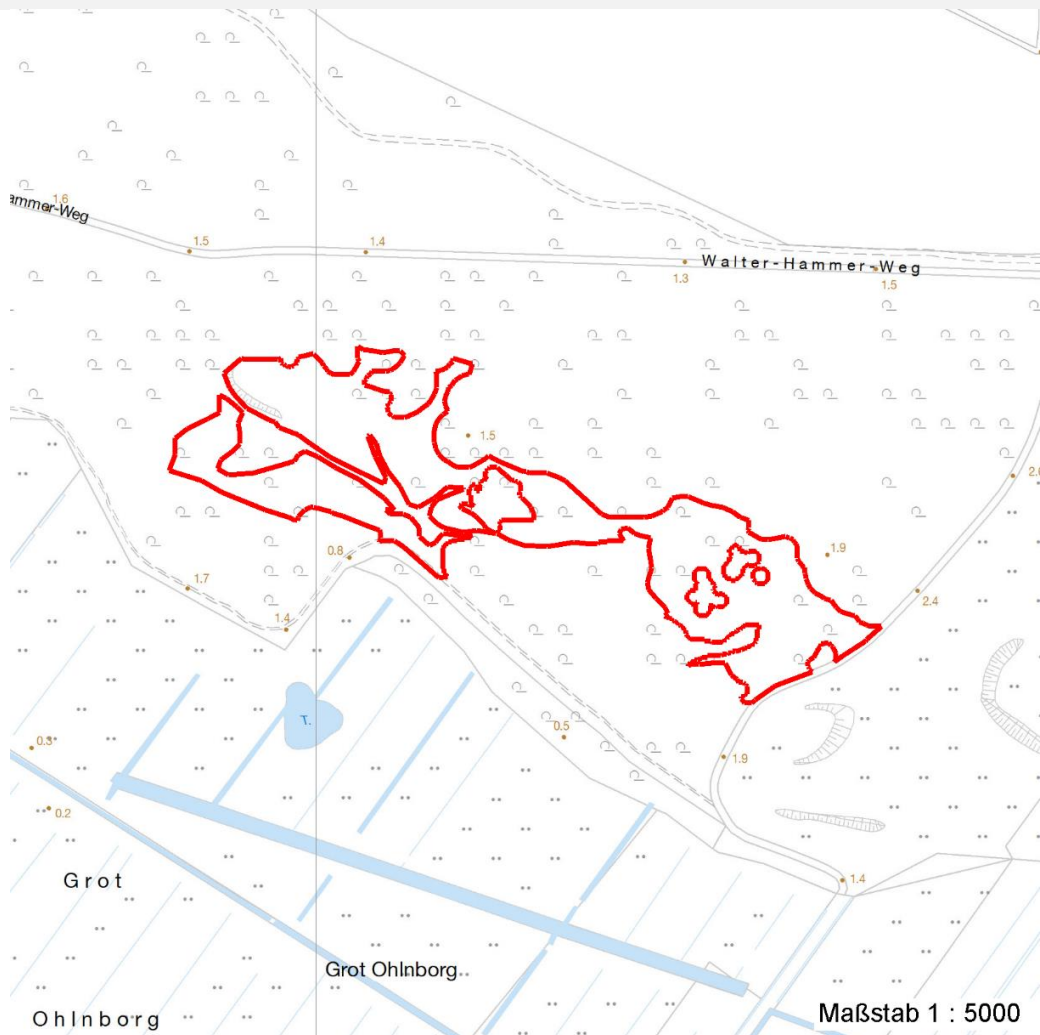 1.6
ammer-Weg
1.5
1.4
Walter-Hammer-Weg
1.3
1.5
1.5
2.6
1.9
0.8
1.7
2.4
1.4
T.
0.5
0.3
1.9
0.2
1.4
Grot
Grot Ohlnborg
Ohlnborg
Maßstab 1 : 5000